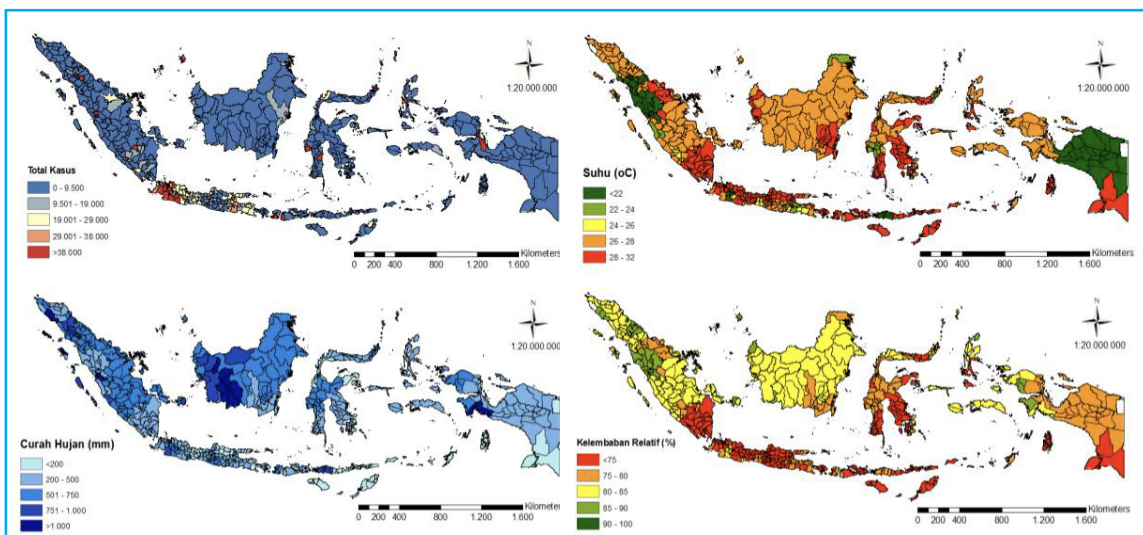 N
1:20.000.000
Total Kasus
0 - 9.500
9.501 - 19.000
19.001 - 29.000
29.001 - 38.000
>38.000
Kilometers
0 200 400 800 1.200 1.600
N
1:20.000.000
Suhu (oC)
<22
22 - 24
24 - 26
26 - 28
28 - 32
Kilometers
0 200 400 800 1.200 1.600
N
1:20.000.000
Curah Hujan (mm)
<200
200 - 500
501 - 750
751 - 1.000
>1.000
Kilometers
0 200 400 800 1.200 1.600
N
1:20.000.000
Kelembaban Relatif (%)
<75
75 - 80
80 - 85
85 - 90
90 - 100
Kilometers
0 200 400 800 1.200 1.600